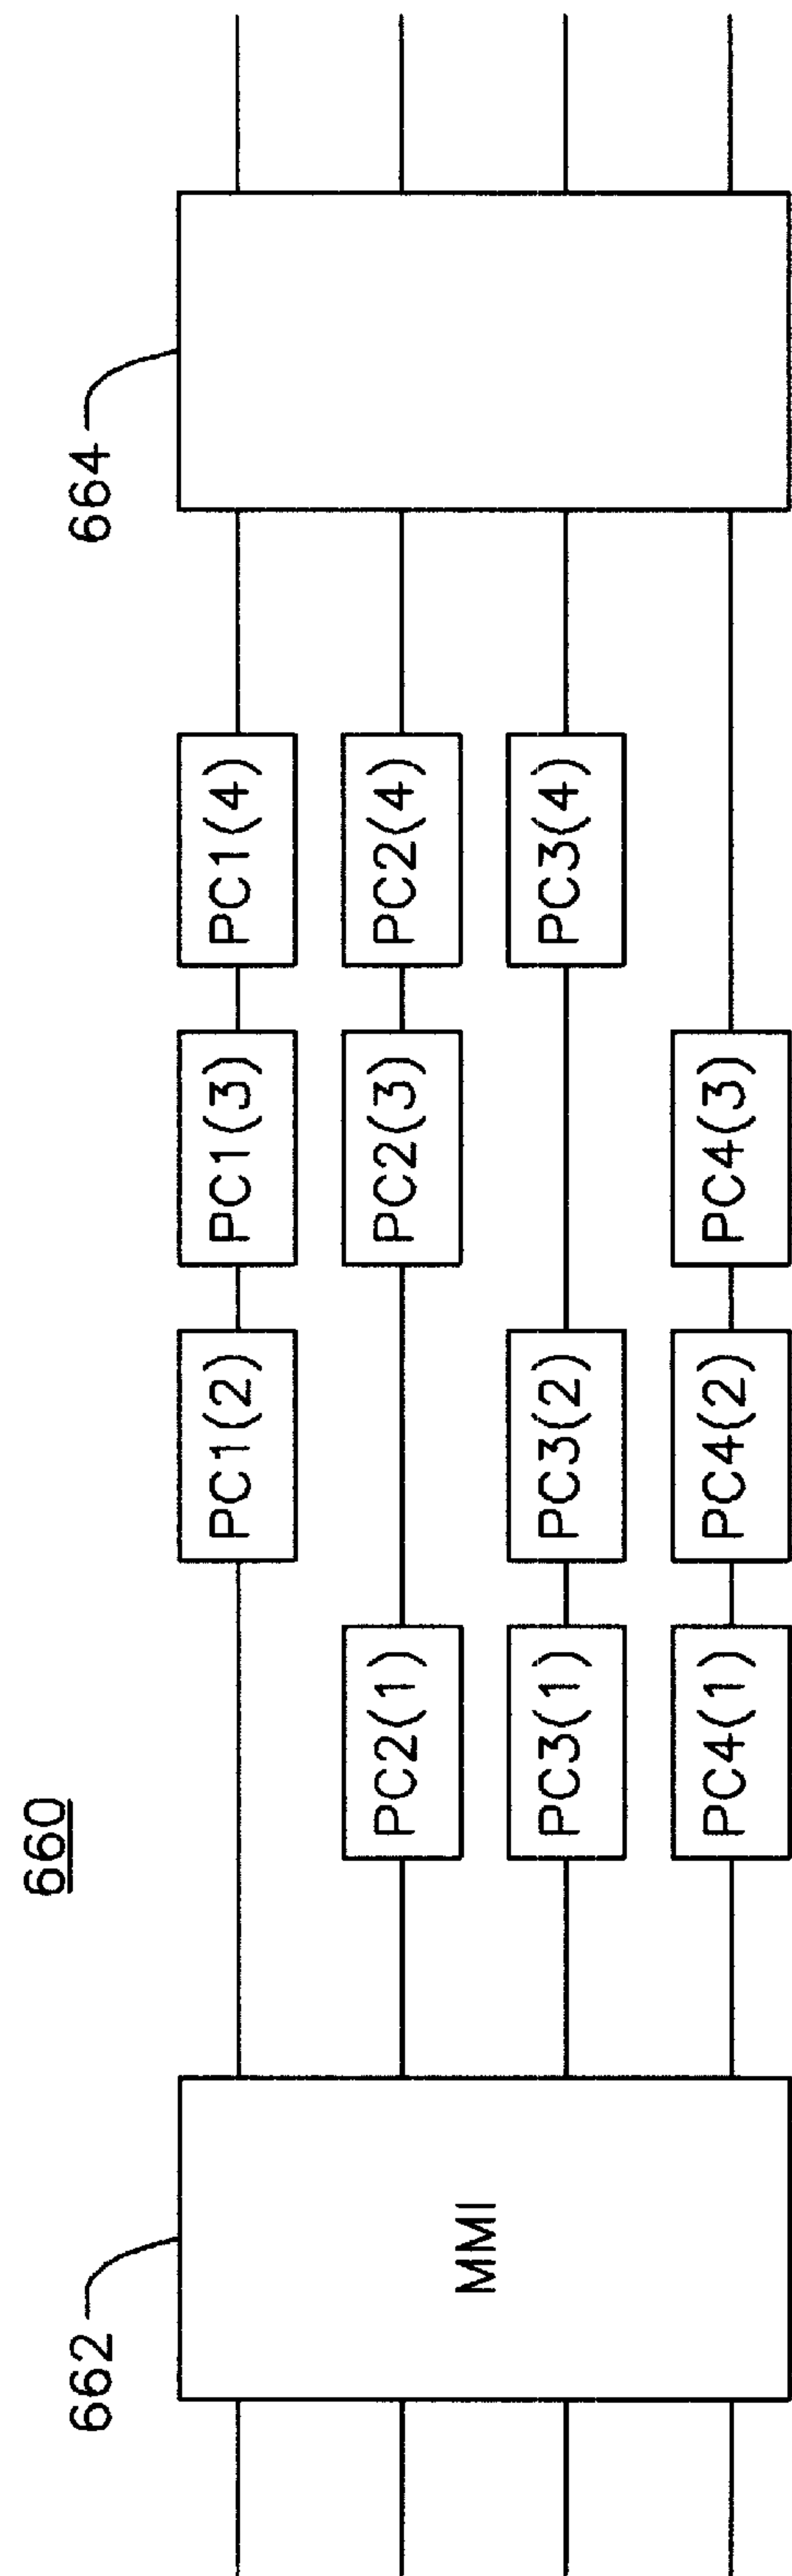 660
662
664
MMI
PC1(2)
PC1(3)
PC1(4)
PC2(1)
PC2(3)
PC2(4)
PC3(1)
PC3(2)
PC3(4)
PC4(1)
PC4(2)
PC4(3)